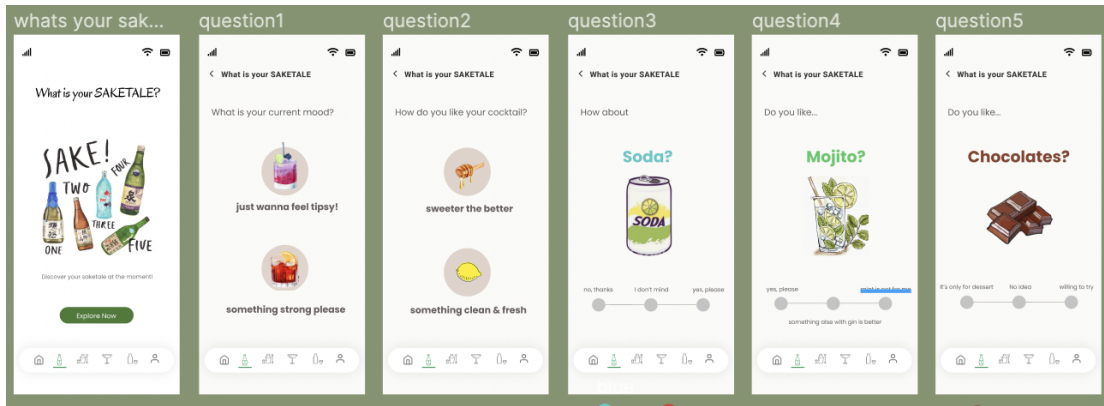 whats your sak...
What is your SAKETALE?
SAKE!
ONE
TWO
THREE
FOUR
FIVE
Discover your saketale at the moment!
Explore Now
question1
What is your SAKETALE
What is your current mood?
just wanna feel tipsy!
something strong please
question2
What is your SAKETALE
How do you like your cocktail?
sweeter the better
something clean & fresh
question3
What is your SAKETALE
How about
Soda?
SODA
no, thanks
I don't mind
yes, please
question4
What is your SAKETALE
Do you like...
Mojito?
yes, please
mint is not for me
something else with gin is better
question5
What is your SAKETALE
Do you like...
Chocolates?
It's only for dessert
No idea
willing to try